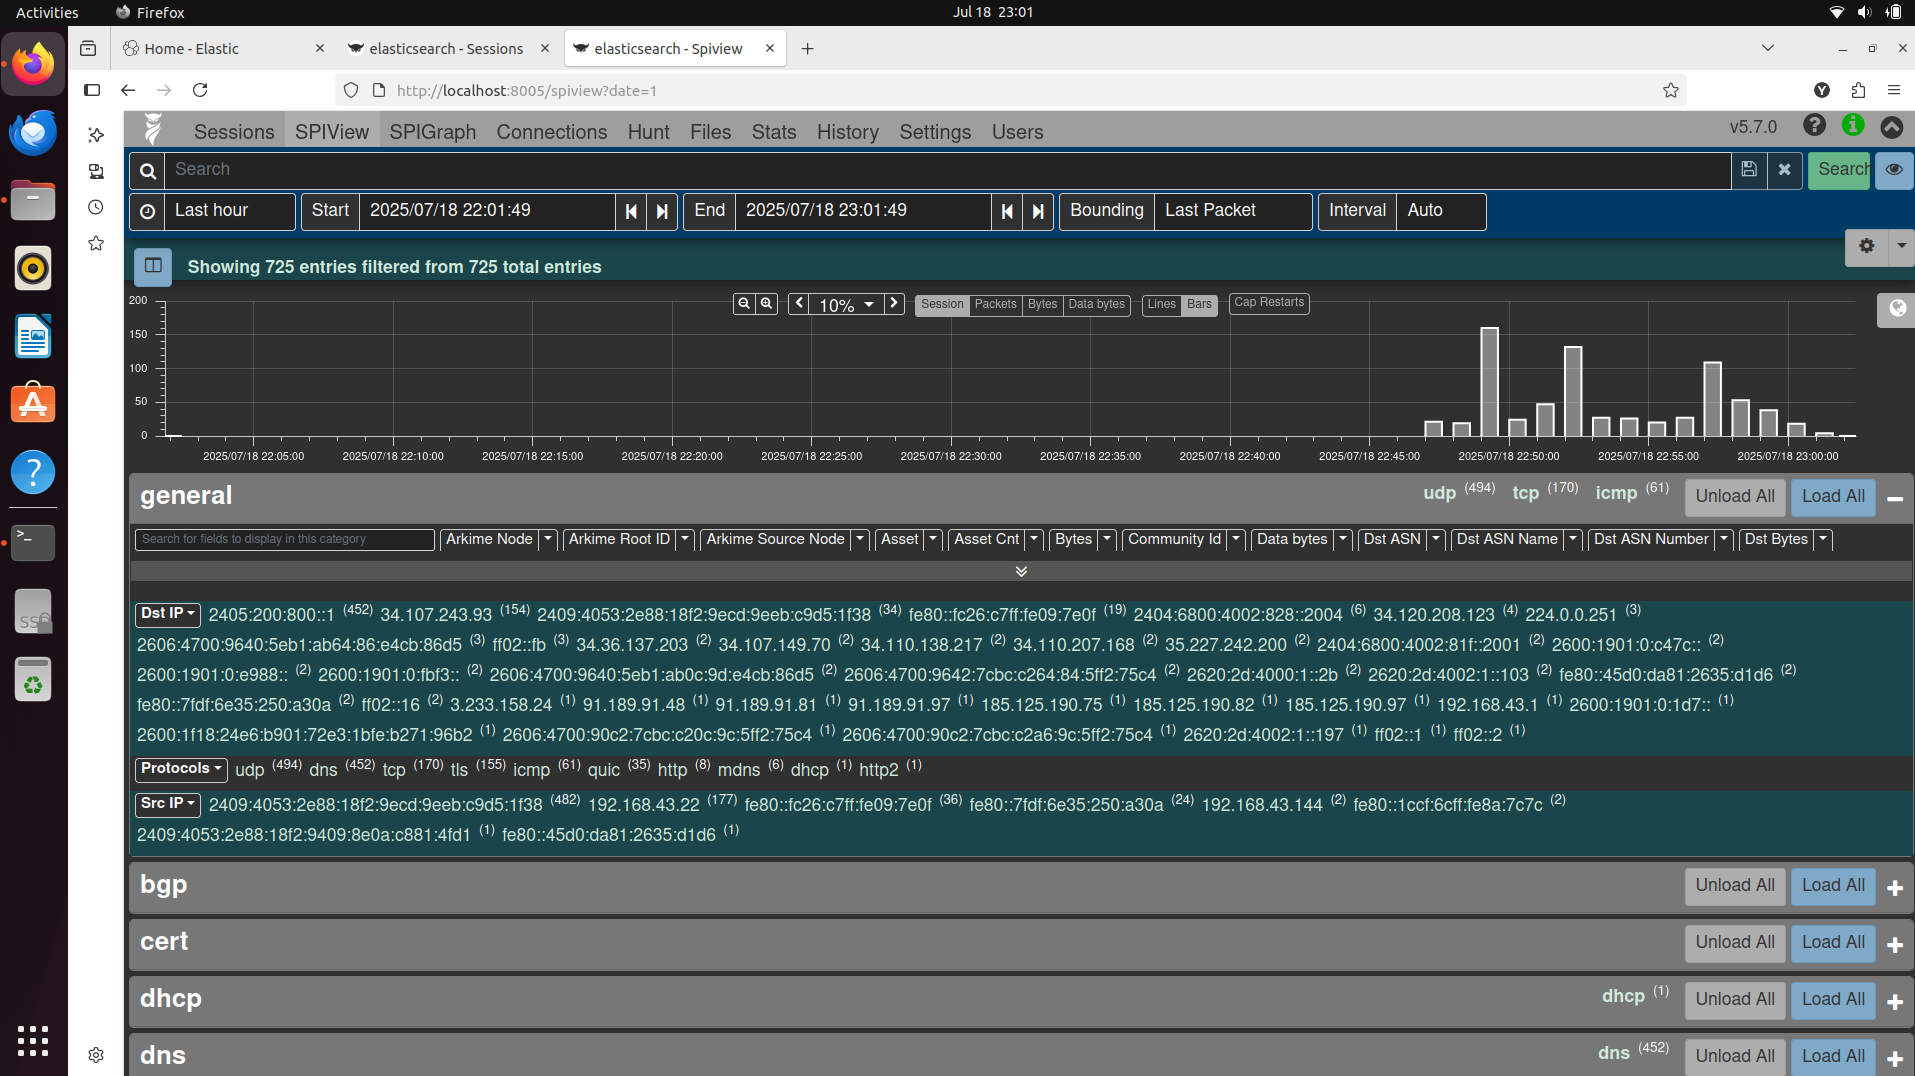 Activities Firefox Jul 18 23:01
Home - Elastic elasticsearch - Sessions elasticsearch - Spiview
http://localhost:8005/spiview?date=1
Sessions SPIView SPIGraph Connections Hunt Files Stats History Settings Users v5.7.0
Search Search
Last hour Start 2025/07/18 22:01:49 End 2025/07/18 23:01:49 Bounding Last Packet Interval Auto
Showing 725 entries filtered from 725 total entries
10% Session Packets Bytes Data bytes Lines Bars Cap Restarts
200
150
100
50
0
2025/07/18 22:05:00 2025/07/18 22:10:00 2025/07/18 22:15:00 2025/07/18 22:20:00 2025/07/18 22:25:00 2025/07/18 22:30:00 2025/07/18 22:35:00 2025/07/18 22:40:00 2025/07/18 22:45:00 2025/07/18 22:50:00 2025/07/18 22:55:00 2025/07/18 23:00:00
general udp (494) tcp (170) icmp (61) Unload All Load All
Search for fields to display in this category Arkime Node Arkime Root ID Arkime Source Node Asset Asset Cnt Bytes Community Id Data bytes Dst ASN Dst ASN Name Dst ASN Number Dst Bytes
Dst IP 2405:200:800::1 (452) 34.107.243.93 (154) 2409:4053:2e88:18f2:9ecd:9eeb:c9d5:1f38 (34) fe80::fc26:c7ff:fe09:7e0f (19) 2404:6800:4002:828::2004 (6) 34.120.208.123 (4) 224.0.0.251 (3)
2606:4700:9640:5eb1:ab64:86:e4cb:86d5 (3) ff02::fb (3) 34.36.137.203 (2) 34.107.149.70 (2) 34.110.138.217 (2) 34.110.207.168 (2) 35.227.242.200 (2) 2404:6800:4002:81f::2001 (2) 2600:1901:0:c47c:: (2)
2600:1901:0:e988:: (2) 2600:1901:0:fbf3:: (2) 2606:4700:9640:5eb1:ab0c:9d:e4cb:86d5 (2) 2606:4700:9642:7cbc:c264:84:5ff2:75c4 (2) 2620:2d:4000:1::2b (2) 2620:2d:4002:1::103 (2) fe80::45d0:da81:2635:d1d6 (2)
fe80::7fdf:6e35:250:a30a (2) ff02::16 (2) 3.233.158.24 (1) 91.189.91.48 (1) 91.189.91.81 (1) 91.189.91.97 (1) 185.125.190.75 (1) 185.125.190.82 (1) 185.125.190.97 (1) 192.168.43.1 (1) 2600:1901:0:1d7:: (1)
2600:1f18:24e6:b901:72e3:1bfe:b271:96b2 (1) 2606:4700:90c2:7cbc:c20c:9c:5ff2:75c4 (1) 2606:4700:90c2:7cbc:c2a6:9c:5ff2:75c4 (1) 2620:2d:4002:1::197 (1) ff02::1 (1) ff02::2 (1)
Protocols udp (494) dns (452) tcp (170) tls (155) icmp (61) quic (35) http (8) mdns (6) dhcp (1) http2 (1)
Src IP 2409:4053:2e88:18f2:9ecd:9eeb:c9d5:1f38 (482) 192.168.43.22 (177) fe80::fc26:c7ff:fe09:7e0f (36) fe80::7fdf:6e35:250:a30a (24) 192.168.43.144 (2) fe80::1ccf:6cff:fe8a:7c7c (2)
2409:4053:2e88:18f2:9409:8e0a:c881:4fd1 (1) fe80::45d0:da81:2635:d1d6 (1)
bgp Unload All Load All
cert Unload All Load All
dhcp dhcp (1) Unload All Load All
dns dns (452) Unload All Load All